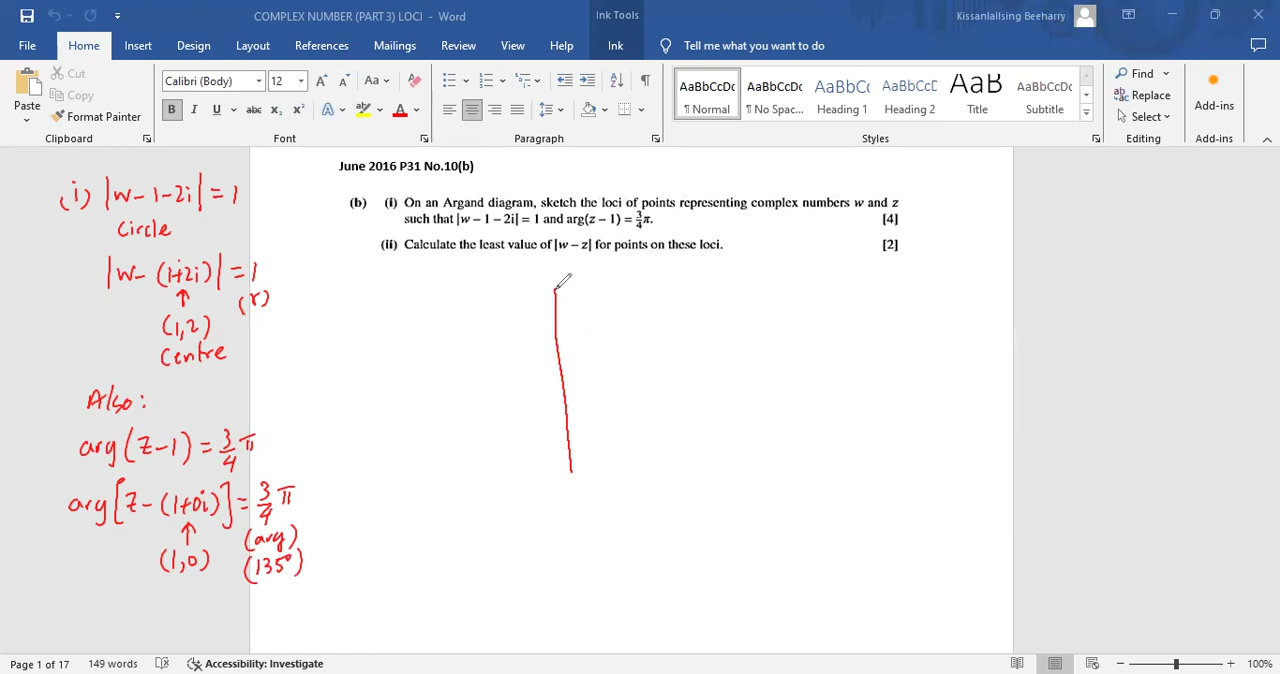 COMPLEX NUMBER (PART 3) LOCI - Word
Ink Tools
Kissanlallsing Beeharry
File Home Insert Design Layout References Mailings Review View Help Ink Tell me what you want to do
Paste
Cut
Copy
Format Painter
Clipboard
Calibri (Body) 12
Font
Paragraph
AaBbCcDc AaBbCcDc AaBbCc AaBbCcD AaB AaBbCcDc
¶ Normal ¶ No Spac... Heading 1 Heading 2 Title Subtitle
Styles
Find
Replace
Select
Editing
Add-ins
Add-ins
June 2016 P31 No.10(b)
(b) (i) On an Argand diagram, sketch the loci of points representing complex numbers w and z
such that |w − 1 − 2i| = 1 and arg(z − 1) = ¾π. [4]
(ii) Calculate the least value of |w − z| for points on these loci. [2]
(i) |w-1-2i| = 1
Circle
|w-(1+2i)| = 1
↑ (r)
(1,2)
Centre
Also:
arg(z-1) = 3/4 π
arg[z-(1+0i)] = 3/4 π
↑ (arg)
(1,0) (135°)
Page 1 of 17 149 words Accessibility: Investigate 100%